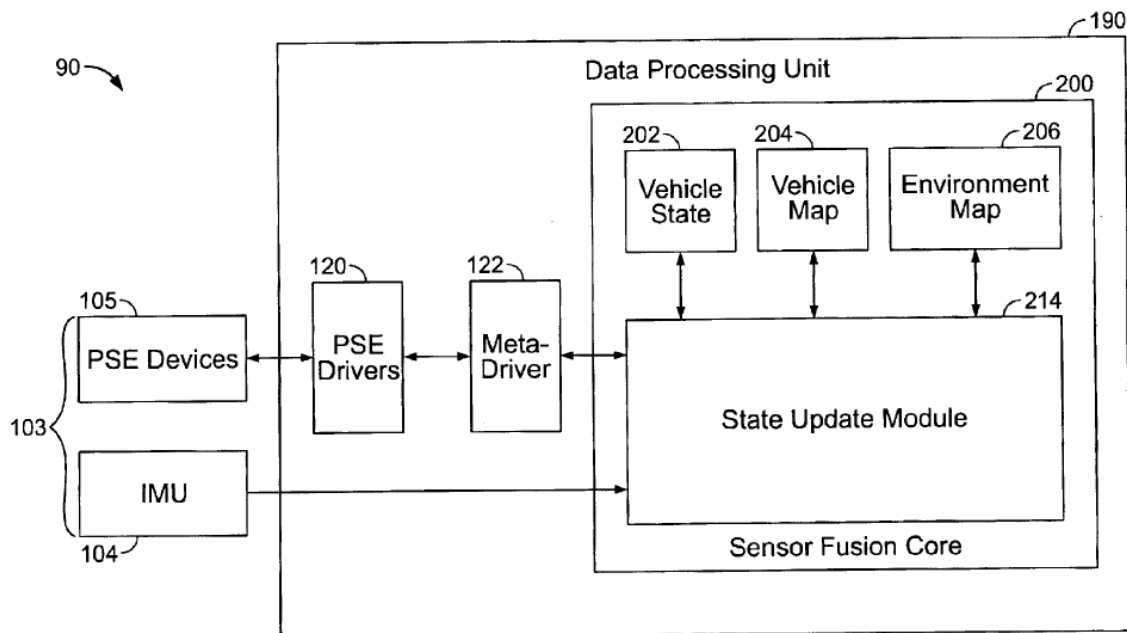 190
90
Data Processing Unit
200
202
204
206
Vehicle
State
Vehicle
Map
Environment
Map
120
122
105
214
PSE Devices
PSE
Drivers
Meta-
Driver
State Update Module
103
IMU
104
Sensor Fusion Core